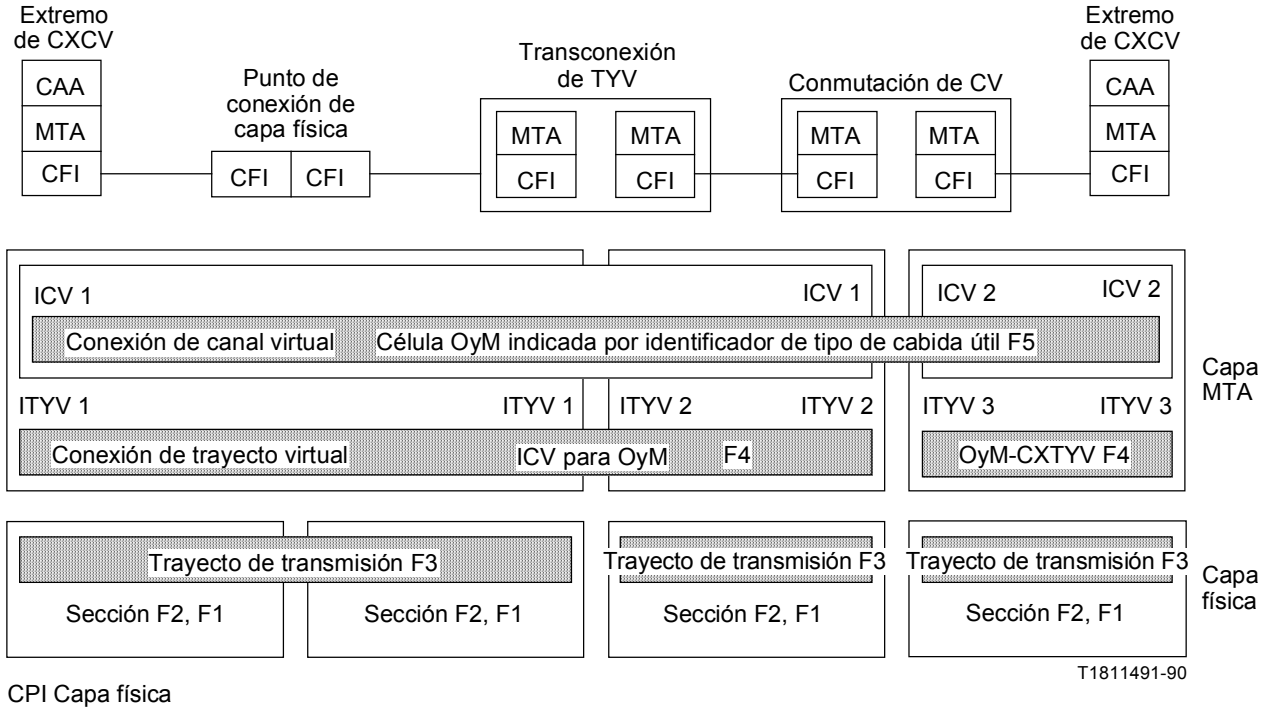 Extremo
de CXCV
CAA
MTA
CFI
Punto de
conexión de
capa física
CFI CFI
Transconexión
de TYV
MTA MTA
CFI CFI
Conmutación de CV
MTA MTA
CFI CFI
Extremo
de CXCV
CAA
MTA
CFI
ICV 1 ICV 1 ICV 2 ICV 2
Conexión de canal virtual Célula OyM indicada por identificador de tipo de cabida útil F5
Capa
MTA
ITYV 1 ITYV 1 ITYV 2 ITYV 2 ITYV 3 ITYV 3
Conexión de trayecto virtual ICV para OyM F4 OyM-CXTYV F4
Trayecto de transmisión F3 Trayecto de transmisión F3 Trayecto de transmisión F3
Capa
física
Sección F2, F1 Sección F2, F1 Sección F2, F1 Sección F2, F1
T1811491-90
CPI Capa física